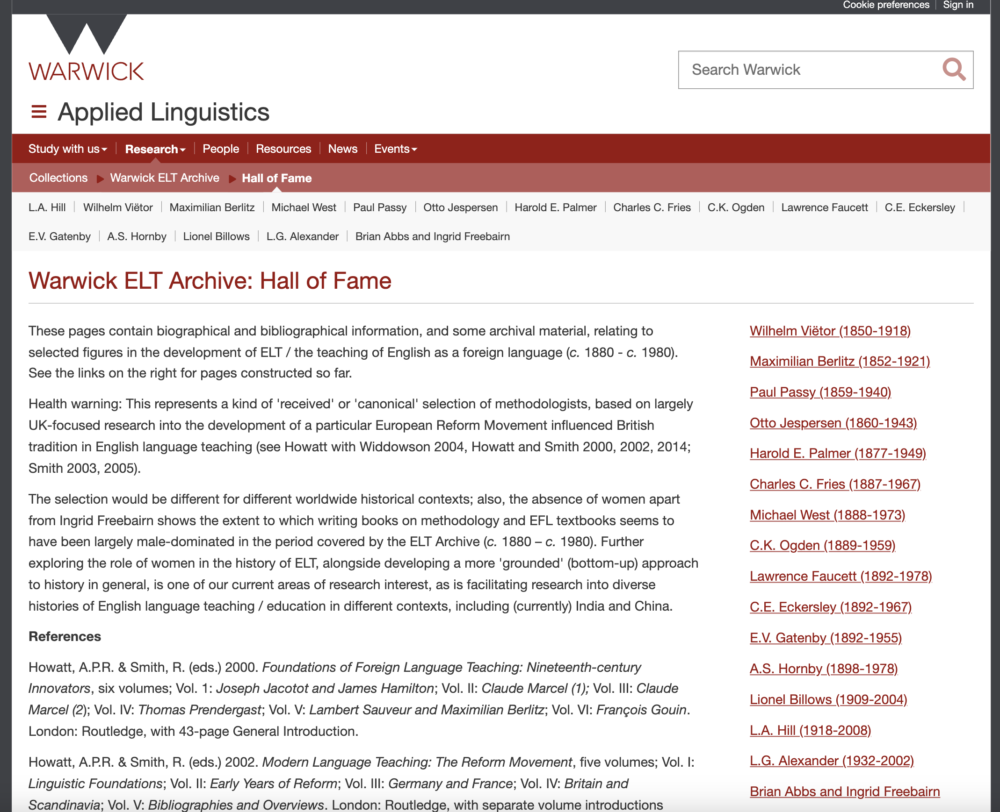 Cookie preferences | Sign in
WARWICK
Search Warwick
Applied Linguistics
Study with us | Research | People | Resources | News | Events
Collections Warwick ELT Archive Hall of Fame
L.A. Hill | Wilhelm Viëtor | Maximilian Berlitz | Michael West | Paul Passy | Otto Jespersen | Harold E. Palmer | Charles C. Fries | C.K. Ogden | Lawrence Faucett | C.E. Eckersley |
E.V. Gatenby | A.S. Hornby | Lionel Billows | L.G. Alexander | Brian Abbs and Ingrid Freebairn
Warwick ELT Archive: Hall of Fame
These pages contain biographical and bibliographical information, and some archival material, relating to
selected figures in the development of ELT / the teaching of English as a foreign language (c. 1880 - c. 1980).
See the links on the right for pages constructed so far.
Health warning: This represents a kind of 'received' or 'canonical' selection of methodologists, based on largely
UK-focused research into the development of a particular European Reform Movement influenced British
tradition in English language teaching (see Howatt with Widdowson 2004, Howatt and Smith 2000, 2002, 2014;
Smith 2003, 2005).
The selection would be different for different worldwide historical contexts; also, the absence of women apart
from Ingrid Freebairn shows the extent to which writing books on methodology and EFL textbooks seems to
have been largely male-dominated in the period covered by the ELT Archive (c. 1880 – c. 1980). Further
exploring the role of women in the history of ELT, alongside developing a more 'grounded' (bottom-up) approach
to history in general, is one of our current areas of research interest, as is facilitating research into diverse
histories of English language teaching / education in different contexts, including (currently) India and China.
References
Howatt, A.P.R. & Smith, R. (eds.) 2000. Foundations of Foreign Language Teaching: Nineteenth-century
Innovators, six volumes; Vol. 1: Joseph Jacotot and James Hamilton; Vol. II: Claude Marcel (1); Vol. III: Claude
Marcel (2); Vol. IV: Thomas Prendergast; Vol. V: Lambert Sauveur and Maximilian Berlitz; Vol. VI: François Gouin.
London: Routledge, with 43-page General Introduction.
Howatt, A.P.R. & Smith, R. (eds.) 2002. Modern Language Teaching: The Reform Movement, five volumes; Vol. I:
Linguistic Foundations; Vol. II: Early Years of Reform; Vol. III: Germany and France; Vol. IV: Britain and
Scandinavia; Vol. V: Bibliographies and Overviews. London: Routledge, with separate volume introductions
Wilhelm Viëtor (1850-1918)
Maximilian Berlitz (1852-1921)
Paul Passy (1859-1940)
Otto Jespersen (1860-1943)
Harold E. Palmer (1877-1949)
Charles C. Fries (1887-1967)
Michael West (1888-1973)
C.K. Ogden (1889-1959)
Lawrence Faucett (1892-1978)
C.E. Eckersley (1892-1967)
E.V. Gatenby (1892-1955)
A.S. Hornby (1898-1978)
Lionel Billows (1909-2004)
L.A. Hill (1918-2008)
L.G. Alexander (1932-2002)
Brian Abbs and Ingrid Freebairn